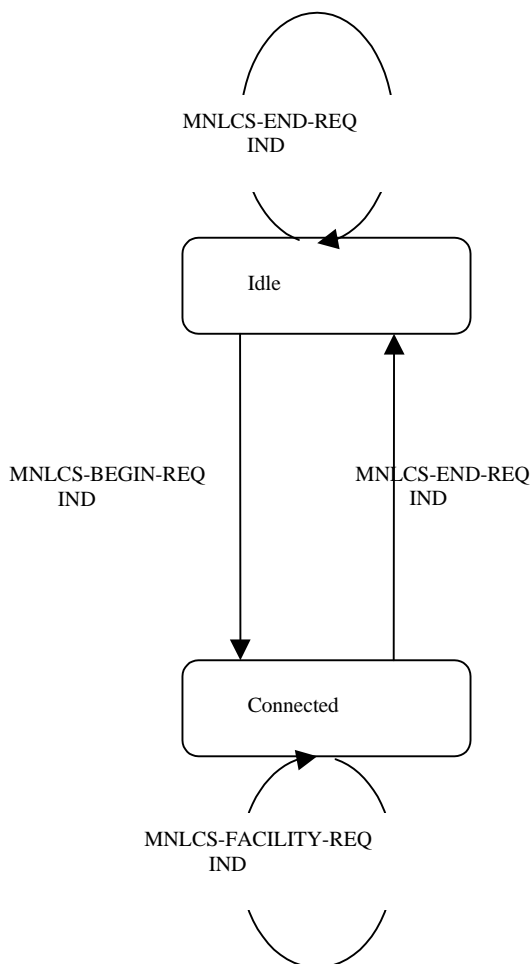 MNLCS-END-REQ
IND
Idle
MNLCS-BEGIN-REQ
IND
MNLCS-END-REQ
IND
Connected
MNLCS-FACILITY-REQ
IND